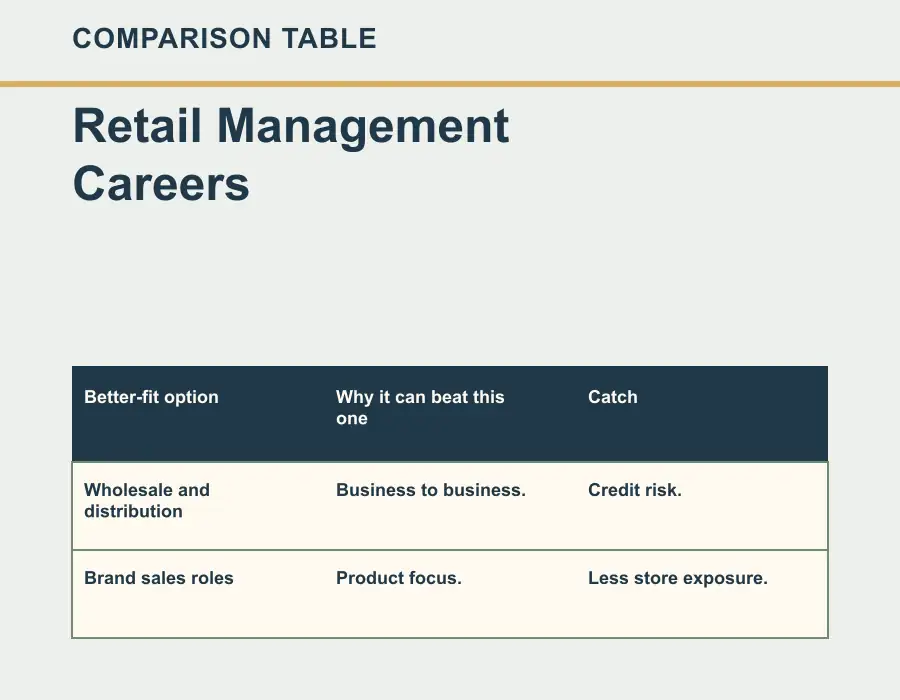 COMPARISON TABLE
Retail Management
Careers
Better-fit option
Why it can beat this
one
Catch
Wholesale and
distribution
Business to business.
Credit risk.
Brand sales roles
Product focus.
Less store exposure.